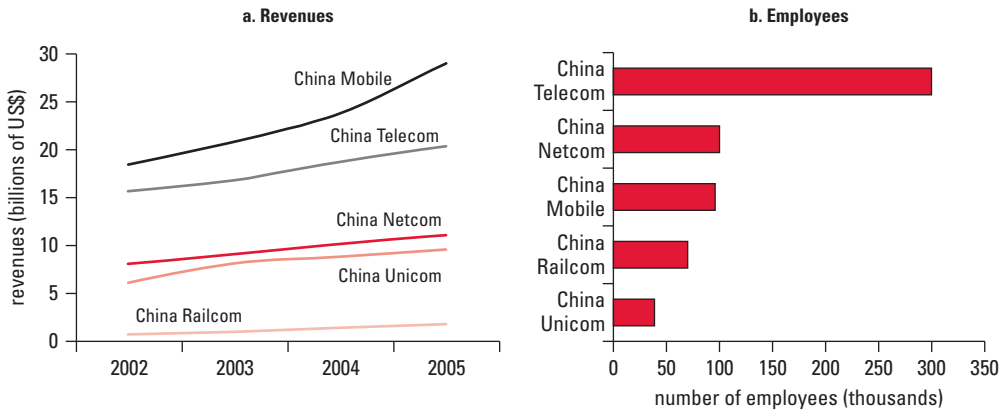 a. Revenues
revenues (billions of US$)
30
25
20
15
10
5
0
China Mobile
China Telecom
China Netcom
China Unicom
China Railcom
2002 2003 2004 2005
b. Employees
China
Telecom
China
Netcom
China
Mobile
China
Railcom
China
Unicom
0 50 100 150 200 250 300 350
number of employees (thousands)